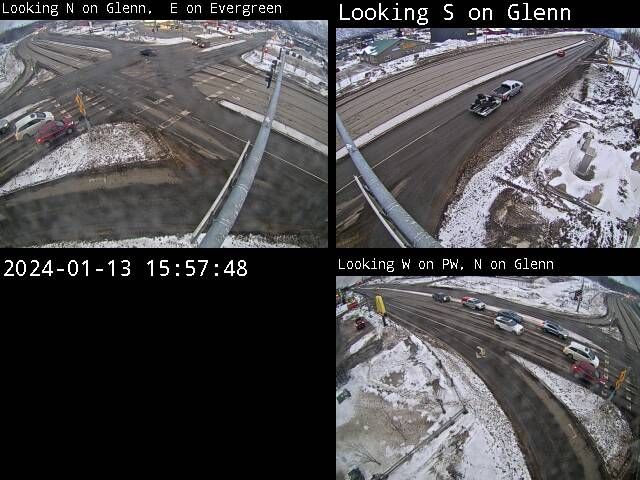 Looking N on Glenn,  E on Evergreen
Looking S on Glenn
2024-01-13 15:57:48
Looking W on PW, N on Glenn